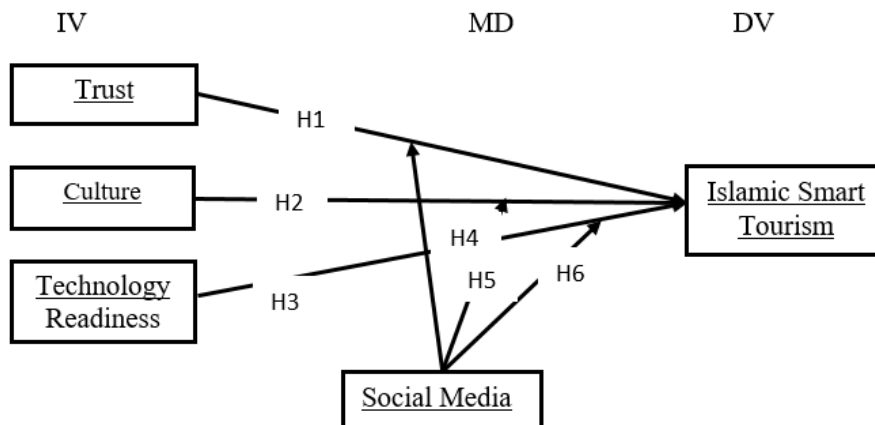 IV
MD
DV
Trust
H1
Culture
H2
Islamic Smart
Tourism
H4
Technology
Readiness
H3
H5
H6
Social Media